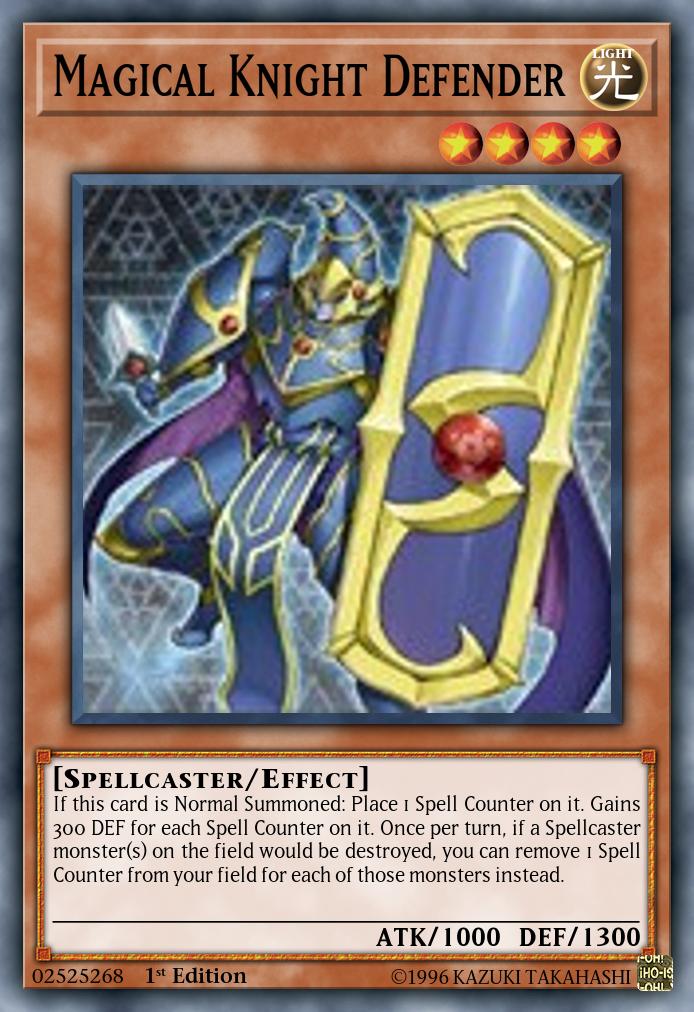 MAGICAL KNIGHT DEFENDER
LIGHT
光
[SPELLCASTER/EFFECT]
If this card is Normal Summoned: Place 1 Spell Counter on it. Gains
300 DEF for each Spell Counter on it. Once per turn, if a Spellcaster
monster(s) on the field would be destroyed, you can remove 1 Spell
Counter from your field for each of those monsters instead.
ATK/1000 DEF/1300
02525268 1st Edition ©1996 KAZUKI TAKAHASHI